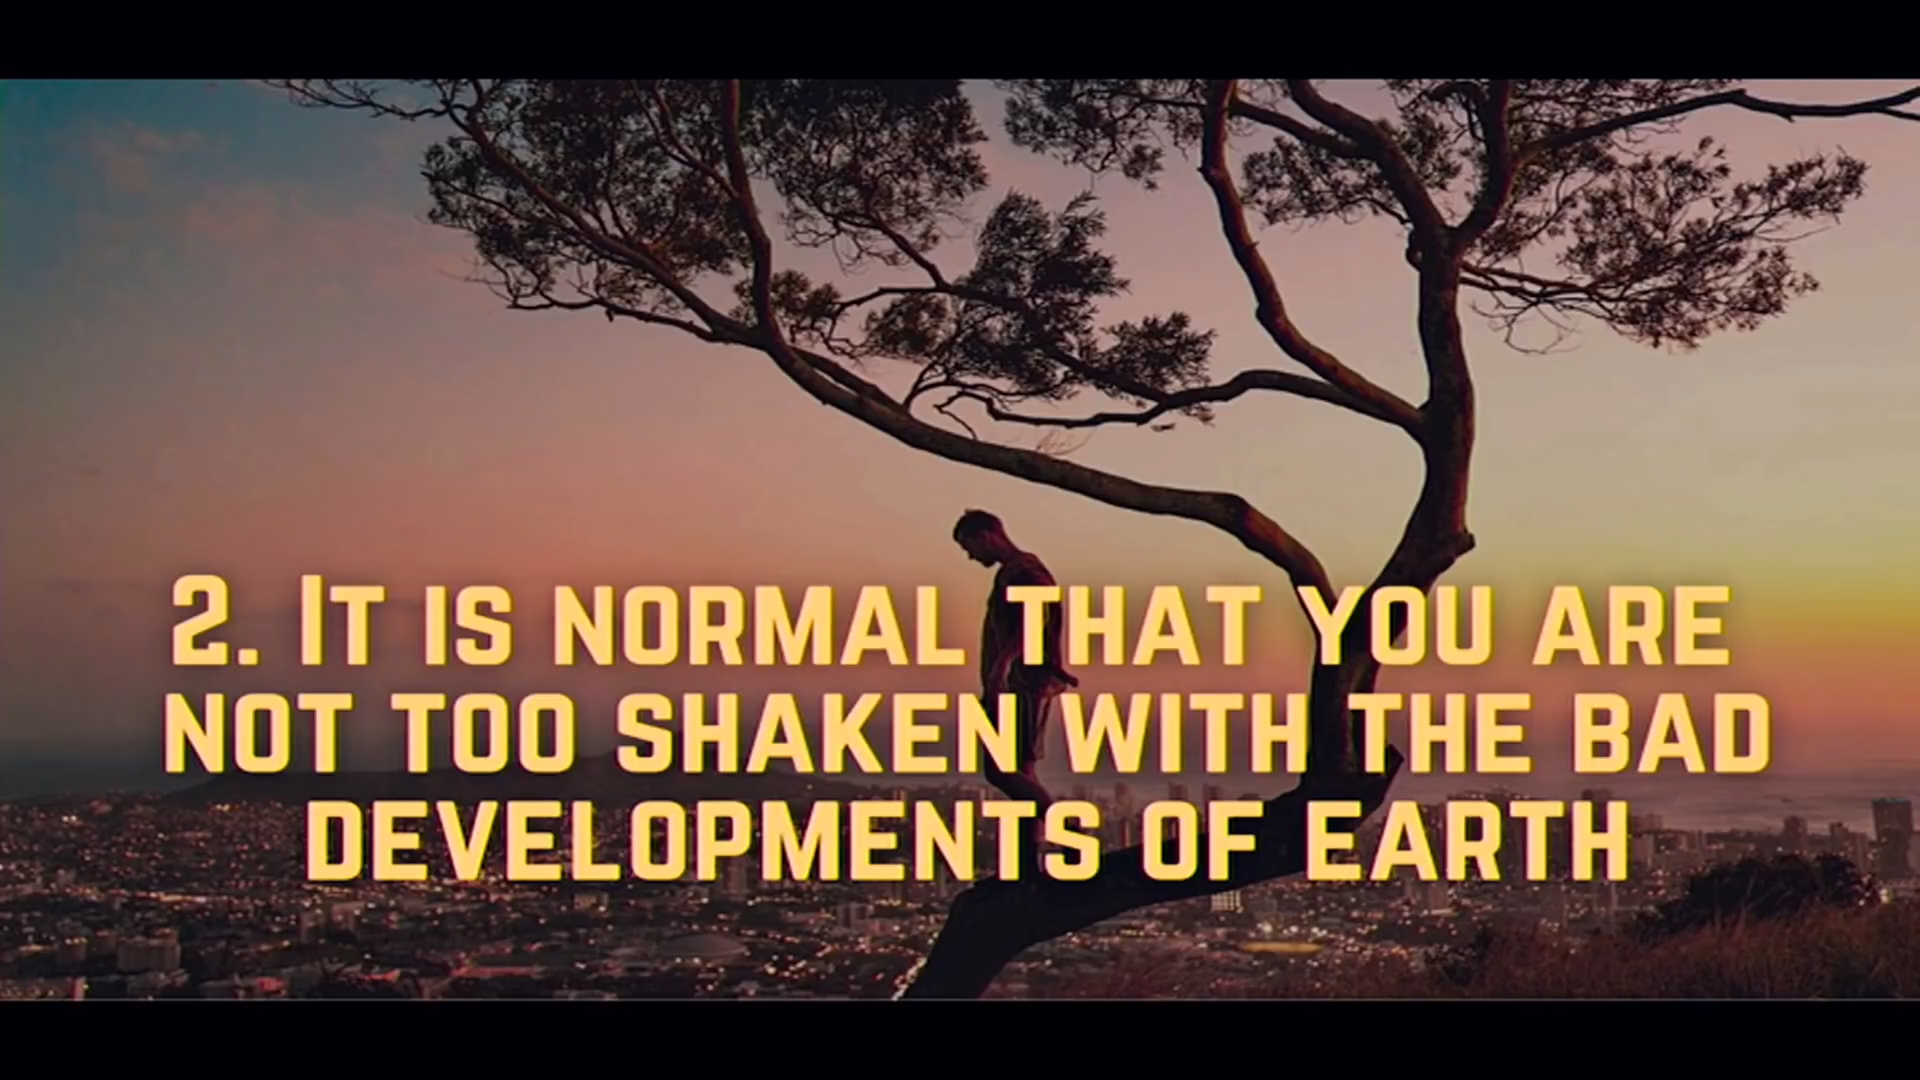 2. It is normal that you are
not too shaken with the bad
developments of earth